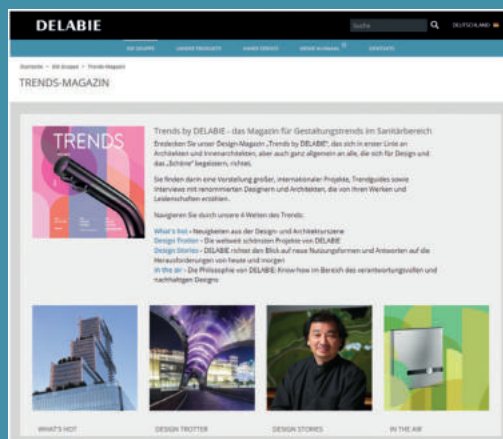 DELABIE
Suche
DEUTSCHLAND
DIE GRUPPE UNSERE PRODUKTE UNSER SERVICE MEINE AUSWAHL KONTAKTE
Startseite > Die Gruppe > Trends-Magazin
TRENDS-MAGAZIN
TRENDS
Trends by DELABIE - das Magazin für Gestaltungstrends im Sanitärbereich
Entdecken Sie unser Design-Magazin „Trends by DELABIE“, das sich in erster Linie an
Architekten und Innenarchitekten, aber auch ganz allgemein an alle, die sich für Design und
das „Schöne“ begeistern, richtet.
Sie finden darin eine Vorstellung großer, internationaler Projekte, Trendguides sowie
Interviews mit renommierten Designern und Architekten, die von ihren Werken und
Leidenschaften erzählen.
Navigieren Sie durch unsere 4 Welten des Trends:
What's hot - Neuigkeiten aus der Design- und Architekturszene
Design Trotter - Die weltweit schönsten Projekte von DELABIE
Design Stories - DELABIE richtet den Blick auf neue Nutzungsformen und Antworten auf die
Herausforderungen von heute und morgen
In the air - Die Philosophie von DELABIE: Know-how im Bereich des verantwortungsvollen und
nachhaltigen Designs
WHAT'S HOT
DESIGN TROTTER
DESIGN STORIES
IN THE AIR